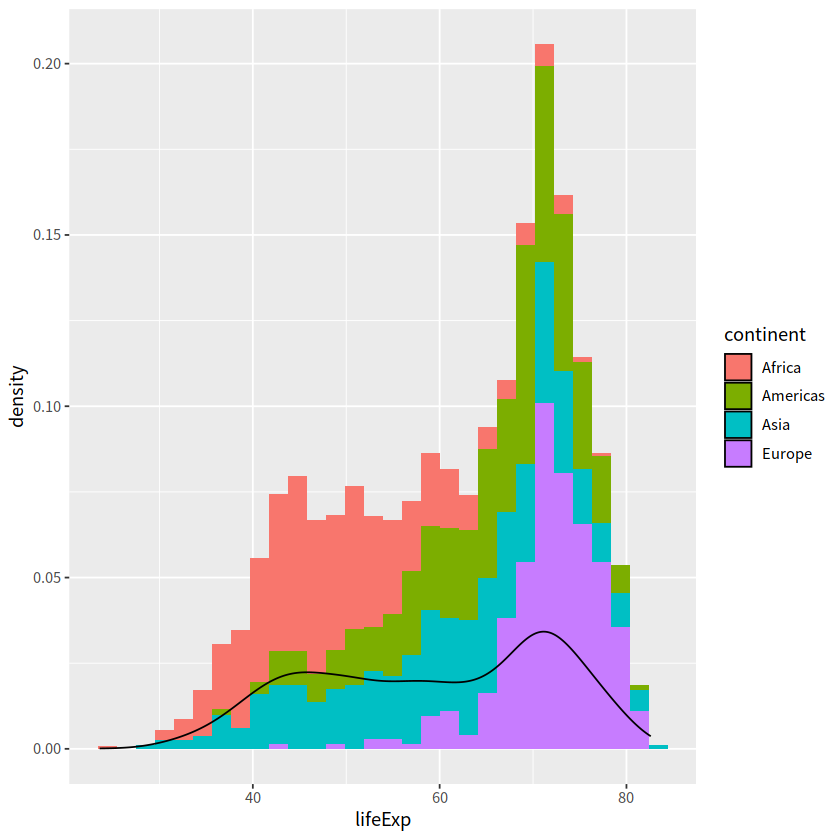 0.20
0.15
0.10
0.05
0.00
density
40 60 80
lifeExp
continent
Africa
Americas
Asia
Europe